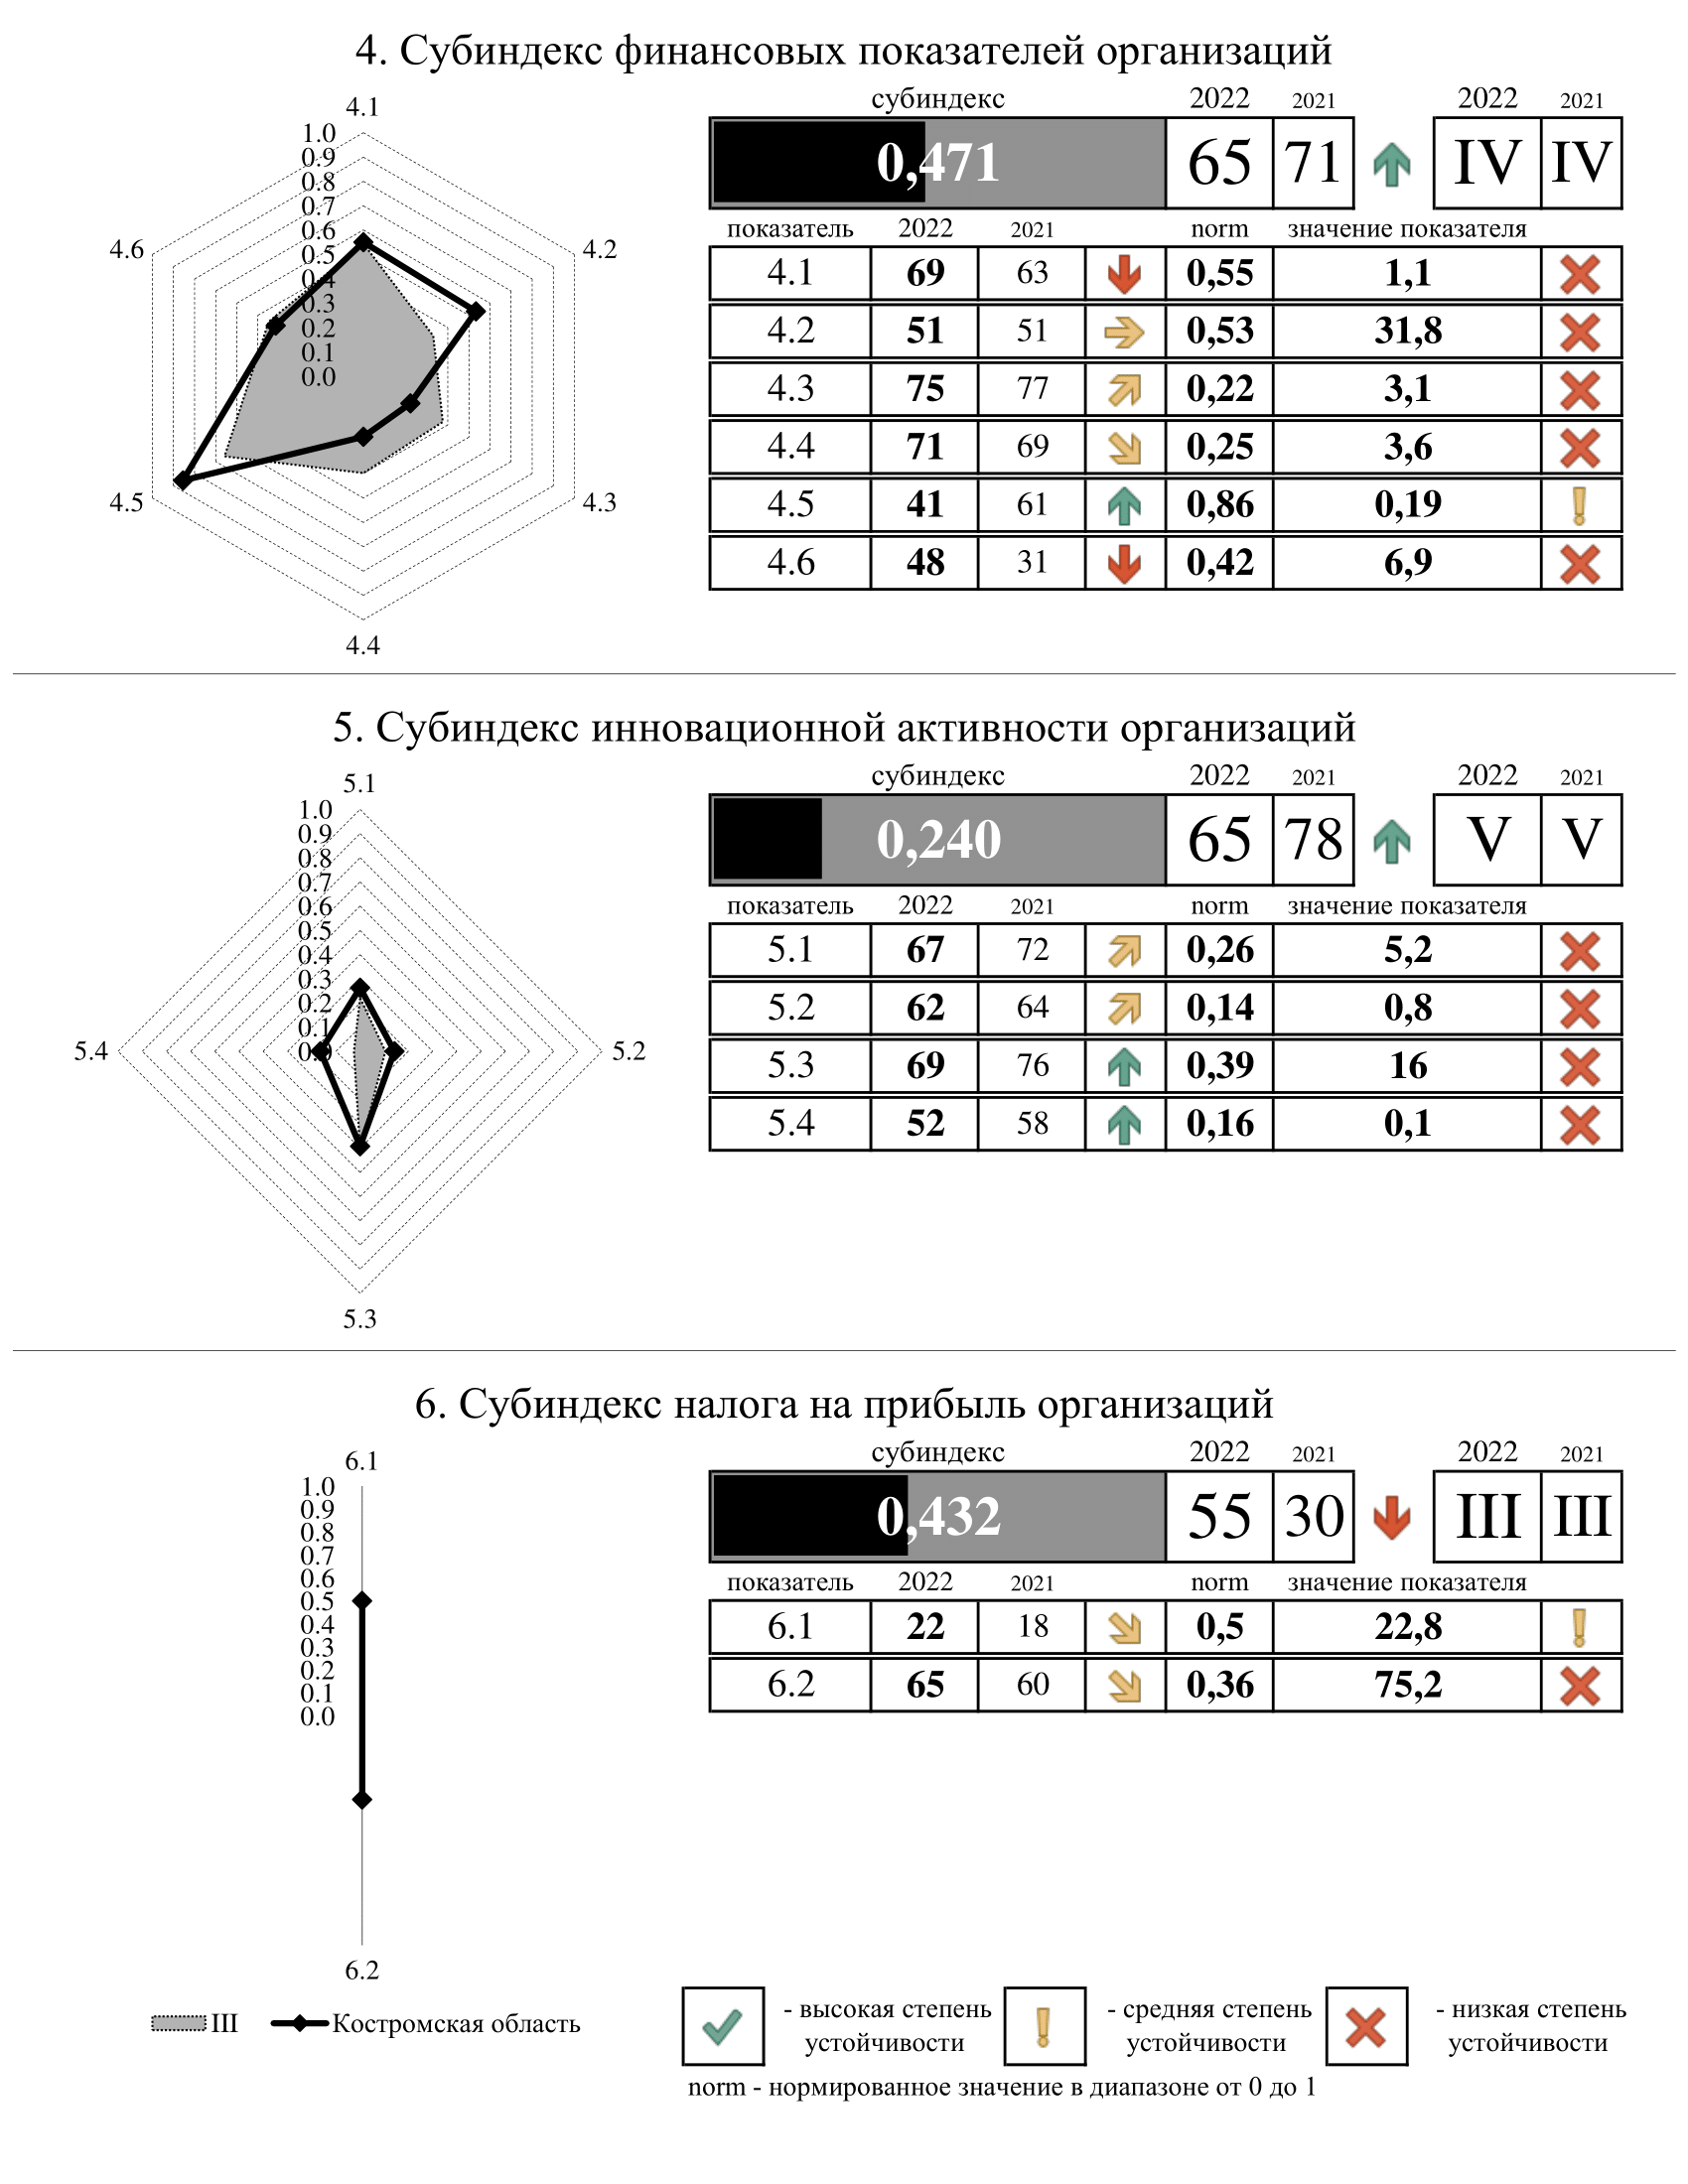 4. Субиндекс финансовых показателей организаций
субиндекс 2022 2021 2022 2021
0,471 65 71 IV IV
показатель 2022 2021 norm значение показателя
4.1 69 63 0,55 1,1
4.2 51 51 0,53 31,8
4.3 75 77 0,22 3,1
4.4 71 69 0,25 3,6
4.5 41 61 0,86 0,19
4.6 48 31 0,42 6,9
4.1
1.0
0.9
0.8
0.7
0.6
0.5
0.4
0.3
0.2
0.1
0.0
4.2
4.3
4.4
4.5
4.6
5. Субиндекс инновационной активности организаций
субиндекс 2022 2021 2022 2021
0,240 65 78 V V
показатель 2022 2021 norm значение показателя
5.1 67 72 0,26 5,2
5.2 62 64 0,14 0,8
5.3 69 76 0,39 16
5.4 52 58 0,16 0,1
5.1
1.0
0.9
0.8
0.7
0.6
0.5
0.4
0.3
0.2
0.1
0.0
5.2
5.3
5.4
6. Субиндекс налога на прибыль организаций
субиндекс 2022 2021 2022 2021
0,432 55 30 III III
показатель 2022 2021 norm значение показателя
6.1 22 18 0,5 22,8
6.2 65 60 0,36 75,2
6.1
1.0
0.9
0.8
0.7
0.6
0.5
0.4
0.3
0.2
0.1
0.0
6.2
III Костромская область
- высокая степень
устойчивости
- средняя степень
устойчивости
- низкая степень
устойчивости
norm - нормированное значение в диапазоне от 0 до 1